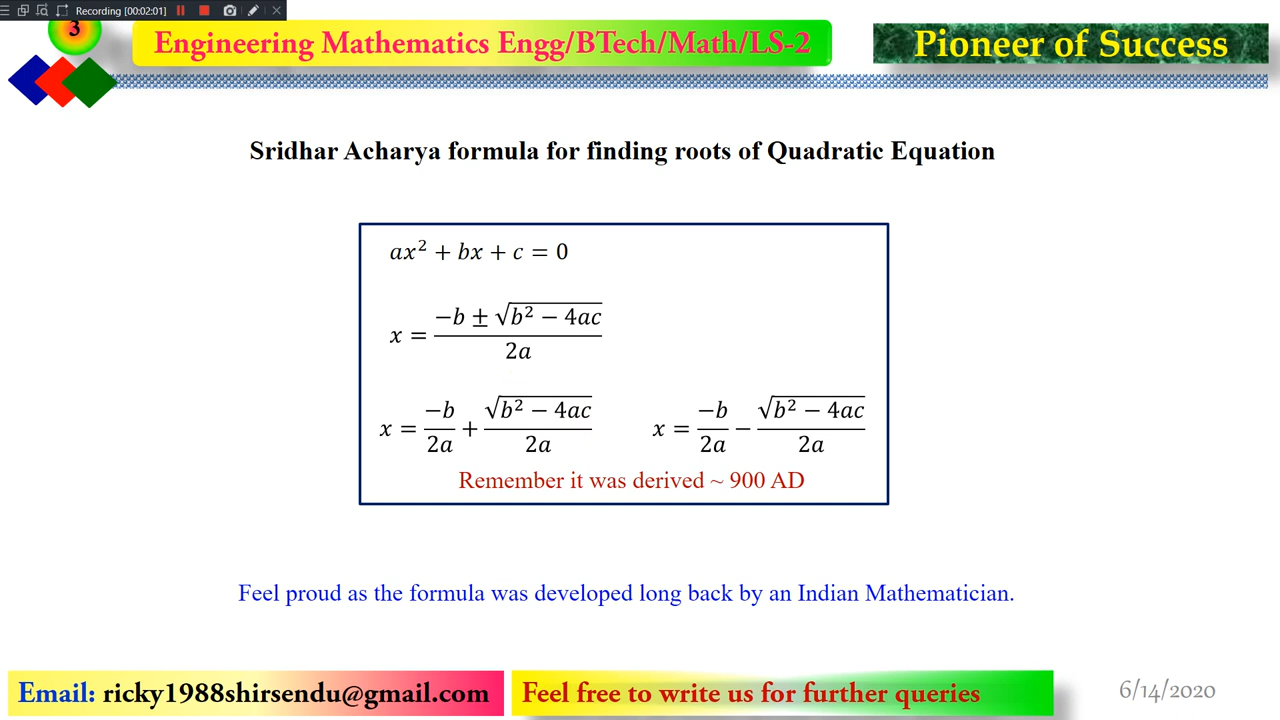 Recording [00:02:01]
3
Engineering Mathematics Engg/BTech/Math/LS-2
Pioneer of Success
Sridhar Acharya formula for finding roots of Quadratic Equation
ax² + bx + c = 0
x = (−b ± √(b² − 4ac)) / 2a
x = −b/2a + √(b² − 4ac)/2a
x = −b/2a − √(b² − 4ac)/2a
Remember it was derived ~ 900 AD
Feel proud as the formula was developed long back by an Indian Mathematician.
Email: ricky1988shirsendu@gmail.com
Feel free to write us for further queries
6/14/2020